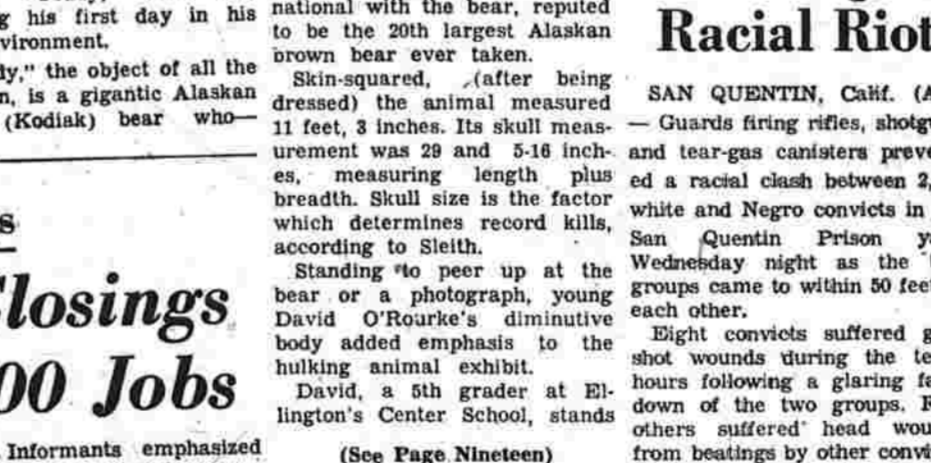 his first day in his
vironment.
dy," the object of all the
n, is a gigantic Alaskan
(Kodiak) bear who—
s
losings
00 Jobs
Informants emphasized
national with the bear, reputed
to be the 20th largest Alaskan
brown bear ever taken.
Skin-squared, (after being
dressed) the animal measured
11 feet, 3 inches. Its skull meas-
urement was 29 and 5-16 inch-
es, measuring length plus
breadth. Skull size is the factor
which determines record kills,
according to Sleith.
Standing to peer up at the
bear or a photograph, young
David O'Rourke's diminutive
body added emphasis to the
hulking animal exhibit.
David, a 5th grader at El-
lington's Center School, stands
(See Page Nineteen)
Racial Riot
SAN QUENTIN, Calif. (A
— Guards firing rifles, shotg
and tear-gas canisters preve
ed a racial clash between 2,
white and Negro convicts in
San Quentin Prison y
Wednesday night as the
groups came to within 50 fee
each other.
Eight convicts suffered g
shot wounds during the te
hours following a glaring fa
down of the two groups. F
others suffered head wou
from beatings by other convi